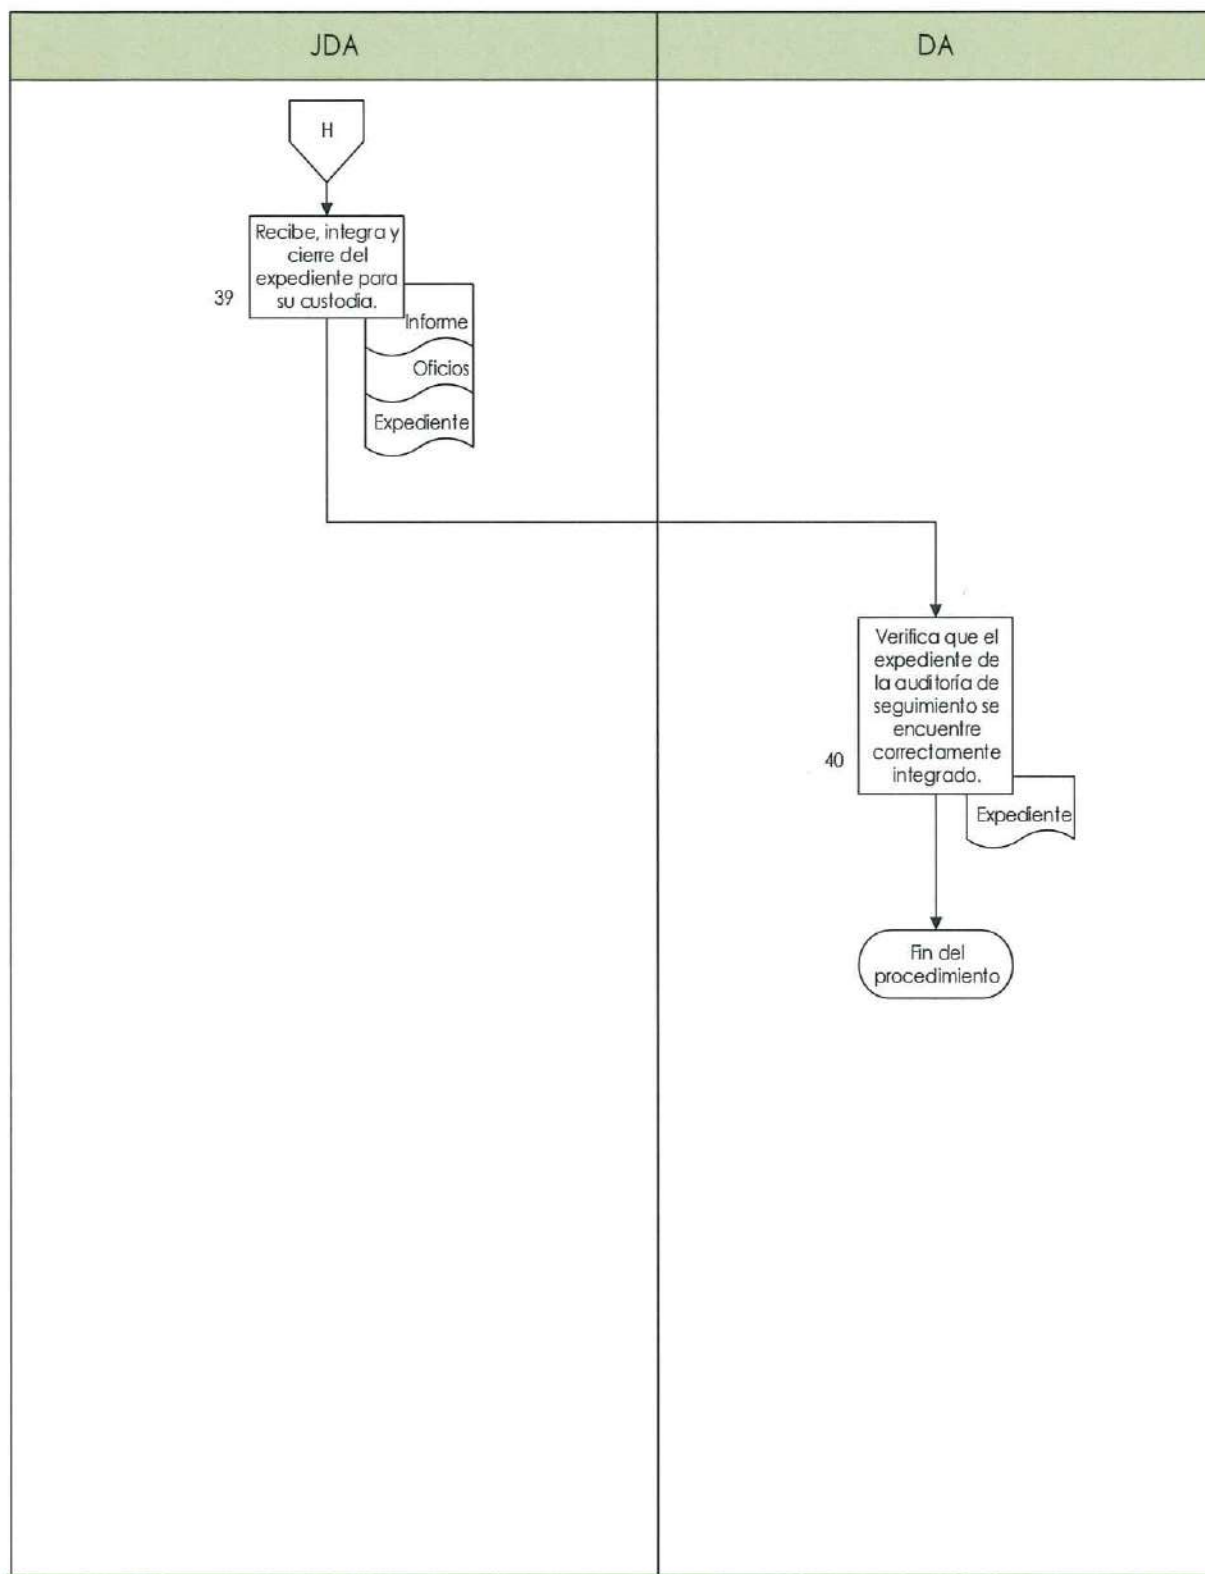 JDA
DA
H
Recibe, integra y
cierre del
expediente para
su custodia.
39
Informe
Oficios
Expediente
Verifica que el
expediente de
la auditoría de
seguimiento se
encuentre
correctamente
integrado.
40
Expediente
Fin del
procedimiento